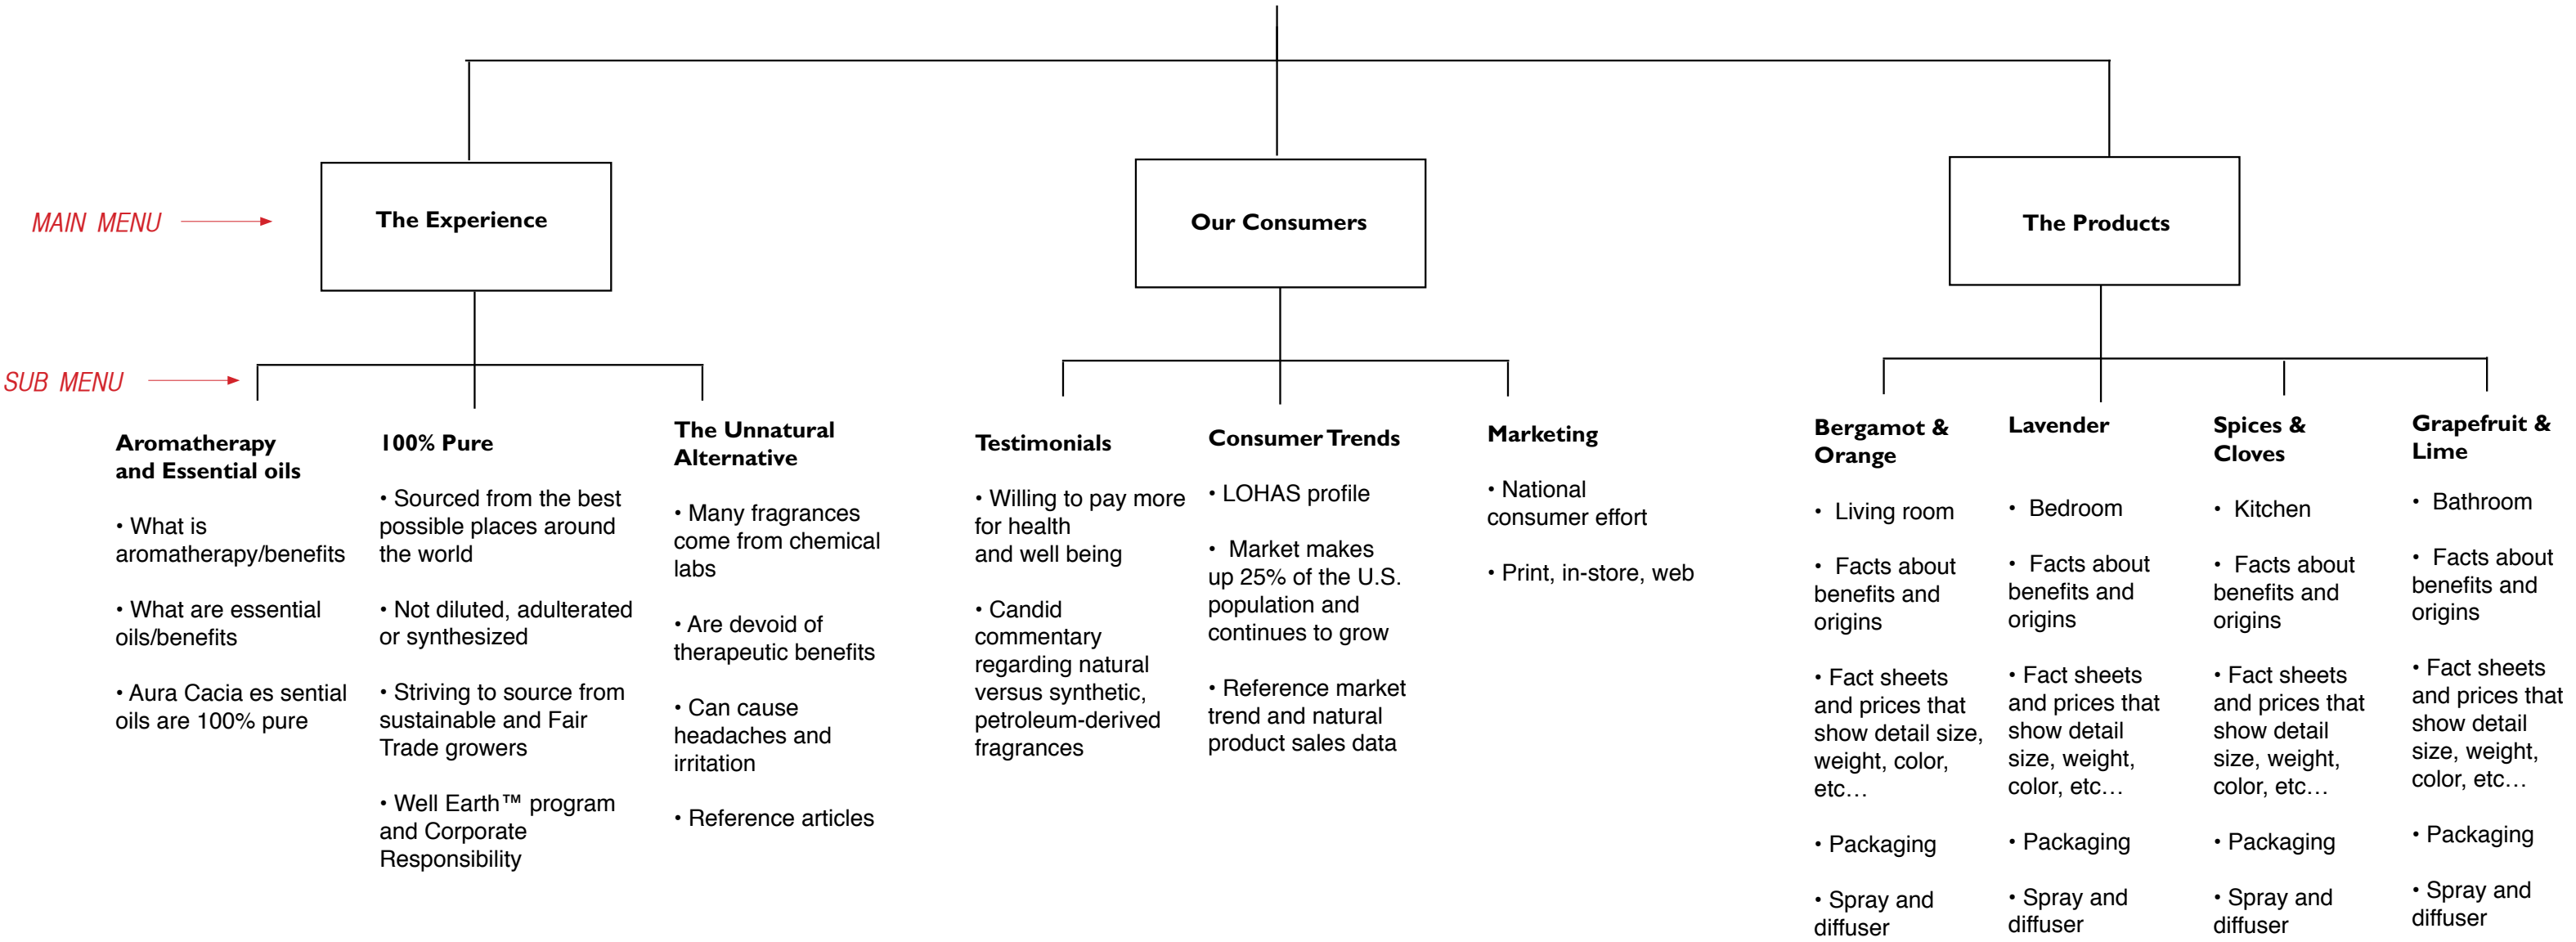 MAIN MENU
The Experience
Our Consumers
The Products
SUB MENU
Aromatherapy
and Essential oils
• What is
aromatherapy/benefits
• What are essential
oils/benefits
• Aura Cacia es sential
oils are 100% pure
100% Pure
• Sourced from the best
possible places around
the world
• Not diluted, adulterated
or synthesized
• Striving to source from
sustainable and Fair
Trade growers
• Well Earth™ program
and Corporate
Responsibility
The Unnatural
Alternative
• Many fragrances
come from chemical
labs
• Are devoid of
therapeutic benefits
• Can cause
headaches and
irritation
• Reference articles
Testimonials
• Willing to pay more
for health
and well being
• Candid
commentary
regarding natural
versus synthetic,
petroleum-derived
fragrances
Consumer Trends
• LOHAS profile
• Market makes
up 25% of the U.S.
population and
continues to grow
• Reference market
trend and natural
product sales data
Marketing
• National
consumer effort
• Print, in-store, web
Bergamot &
Orange
• Living room
• Facts about
benefits and
origins
• Fact sheets
and prices that
show detail size,
weight, color,
etc…
• Packaging
• Spray and
diffuser
Lavender
• Bedroom
• Facts about
benefits and
origins
• Fact sheets
and prices that
show detail
size, weight,
color, etc…
• Packaging
• Spray and
diffuser
Spices &
Cloves
• Kitchen
• Facts about
benefits and
origins
• Fact sheets
and prices that
show detail
size, weight,
color, etc…
• Packaging
• Spray and
diffuser
Grapefruit &
Lime
• Bathroom
• Facts about
benefits and
origins
• Fact sheets
and prices that
show detail
size, weight,
color, etc…
• Packaging
• Spray and
diffuser